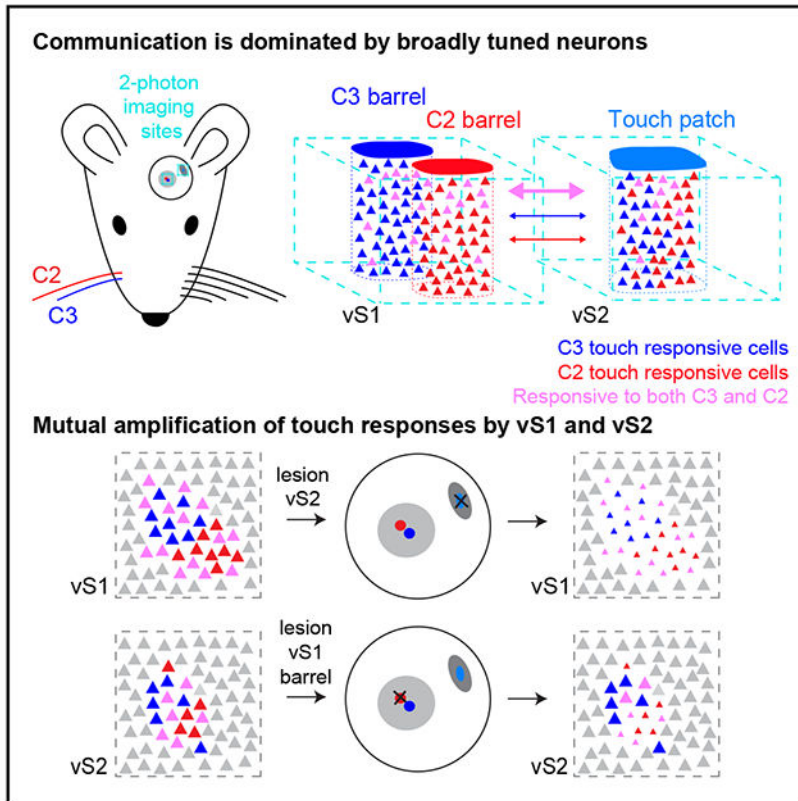 Communication is dominated by broadly tuned neurons
2-photon
imaging
sites
C2
C3
C3 barrel
C2 barrel
Touch patch
vS1
vS2
C3 touch responsive cells
C2 touch responsive cells
Responsive to both C3 and C2
Mutual amplification of touch responses by vS1 and vS2
lesion
vS2
vS1
vS1
lesion
vS1
barrel
vS2
vS2